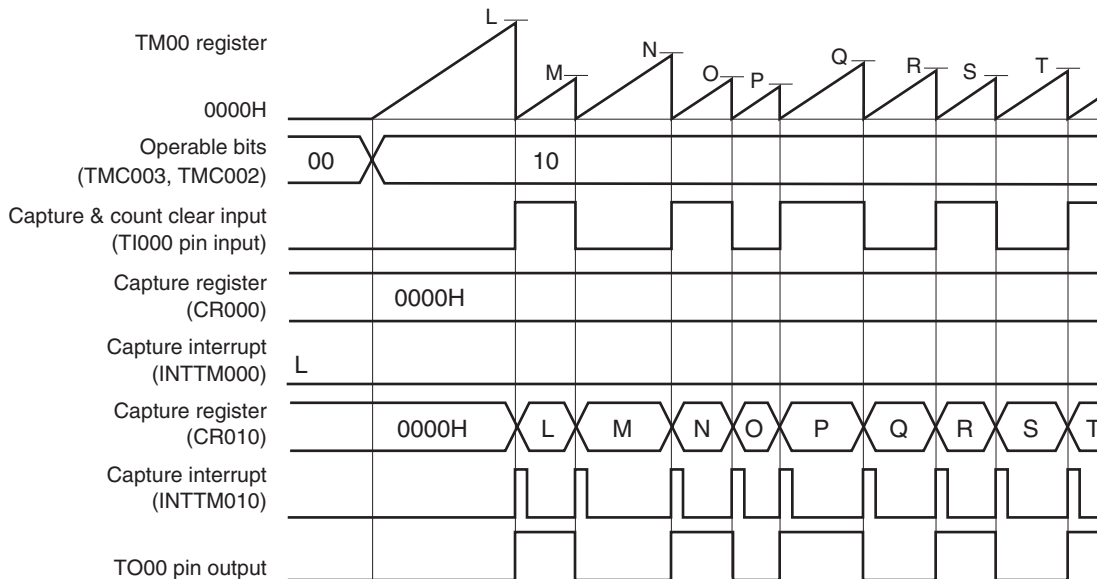 L
TM00 register
N
Q
M
O
P
R
S
T
0000H
Operable bits
(TMC003, TMC002)
00
10
Capture & count clear input
(TI000 pin input)
Capture register
(CR000)
0000H
Capture interrupt
(INTTM000)
L
Capture register
(CR010)
0000H
L
M
N
O
P
Q
R
S
T
Capture interrupt
(INTTM010)
TO00 pin output